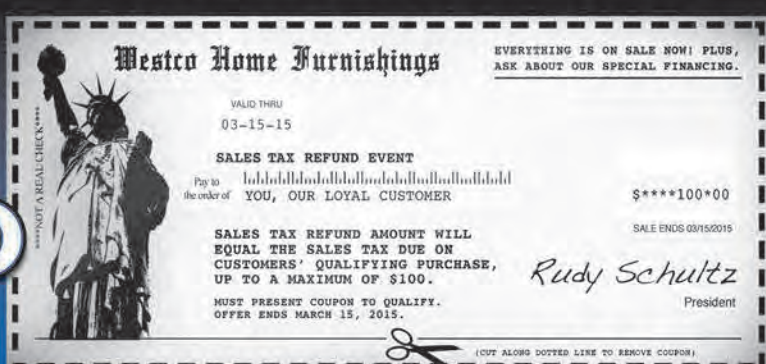 Westco Home Furnishings
EVERYTHING IS ON SALE NOW! PLUS,
ASK ABOUT OUR SPECIAL FINANCING.
****NOT A REAL CHECK****
VALID THRU
03-15-15
SALES TAX REFUND EVENT
Pay to
the order of YOU, OUR LOYAL CUSTOMER
$****100*00
SALES TAX REFUND AMOUNT WILL
EQUAL THE SALES TAX DUE ON
CUSTOMERS' QUALIFYING PURCHASE,
UP TO A MAXIMUM OF $100.
SALE ENDS 03/15/2015
Rudy Schultz
President
MUST PRESENT COUPON TO QUALIFY.
OFFER ENDS MARCH 15, 2015.
(CUT ALONG DOTTED LINE TO REMOVE COUPON)